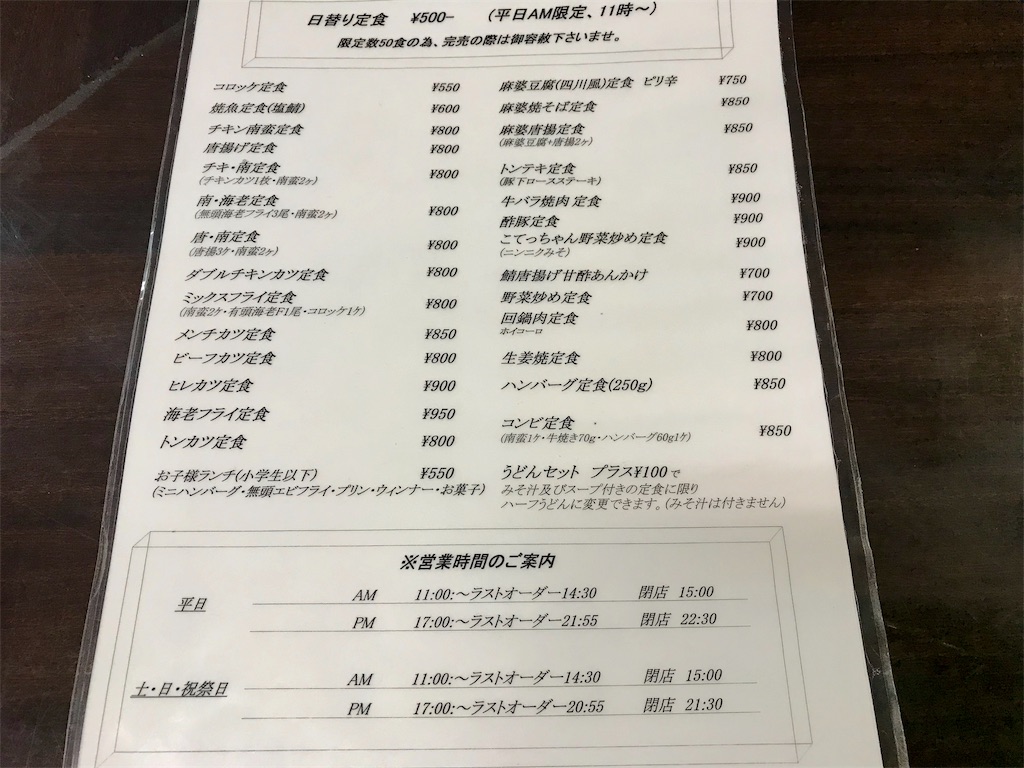 日替り定食 ¥500- (平日AM限定、11時～)
限定数50食の為、完売の際は御容赦下さいませ。
コロッケ定食 ¥550
焼魚定食(塩鯖) ¥600
チキン南蛮定食 ¥800
唐揚げ定食 ¥800
チキ・南定食 ¥800
(チキンカツ1枚・南蛮2ヶ)
南・海老定食 ¥800
(無頭海老フライ3尾・南蛮2ヶ)
唐・南定食 ¥800
(唐揚3ケ・南蛮2ヶ)
ダブルチキンカツ定食 ¥800
ミックスフライ定食 ¥800
(南蛮2ケ・有頭海老F1尾・コロッケ1ケ)
メンチカツ定食 ¥850
ビーフカツ定食 ¥800
ヒレカツ定食 ¥900
海老フライ定食 ¥950
トンカツ定食 ¥800
お子様ランチ(小学生以下) ¥550
(ミニハンバーグ・無頭エビフライ・プリン・ウィンナー・お菓子)
麻婆豆腐(四川風)定食 ピリ辛 ¥750
麻婆焼そば定食 ¥850
麻婆唐揚定食 ¥850
(麻婆豆腐+唐揚2ヶ)
トンテキ定食 ¥850
(豚下ロースステーキ)
牛バラ焼肉 定食 ¥900
酢豚定食 ¥900
こてっちゃん野菜炒め定食 ¥900
(ニンニクみそ)
鯖唐揚げ甘酢あんかけ ¥700
野菜炒め定食 ¥700
回鍋肉定食 ¥800
ホイコーロ
生姜焼定食 ¥800
ハンバーグ定食(250g) ¥850
コンビ定食 ¥850
(南蛮1ケ・牛焼き70g・ハンバーグ60g1ケ)
うどんセット プラス¥100で
みそ汁及びスープ付きの定食に限り
ハーフうどんに変更できます。(みそ汁は付きません)
※営業時間のご案内
平日 AM 11:00:～ラストオーダー14:30 閉店 15:00
PM 17:00:～ラストオーダー21:55 閉店 22:30
土・日・祝祭日 AM 11:00:～ラストオーダー14:30 閉店 15:00
PM 17:00:～ラストオーダー20:55 閉店 21:30